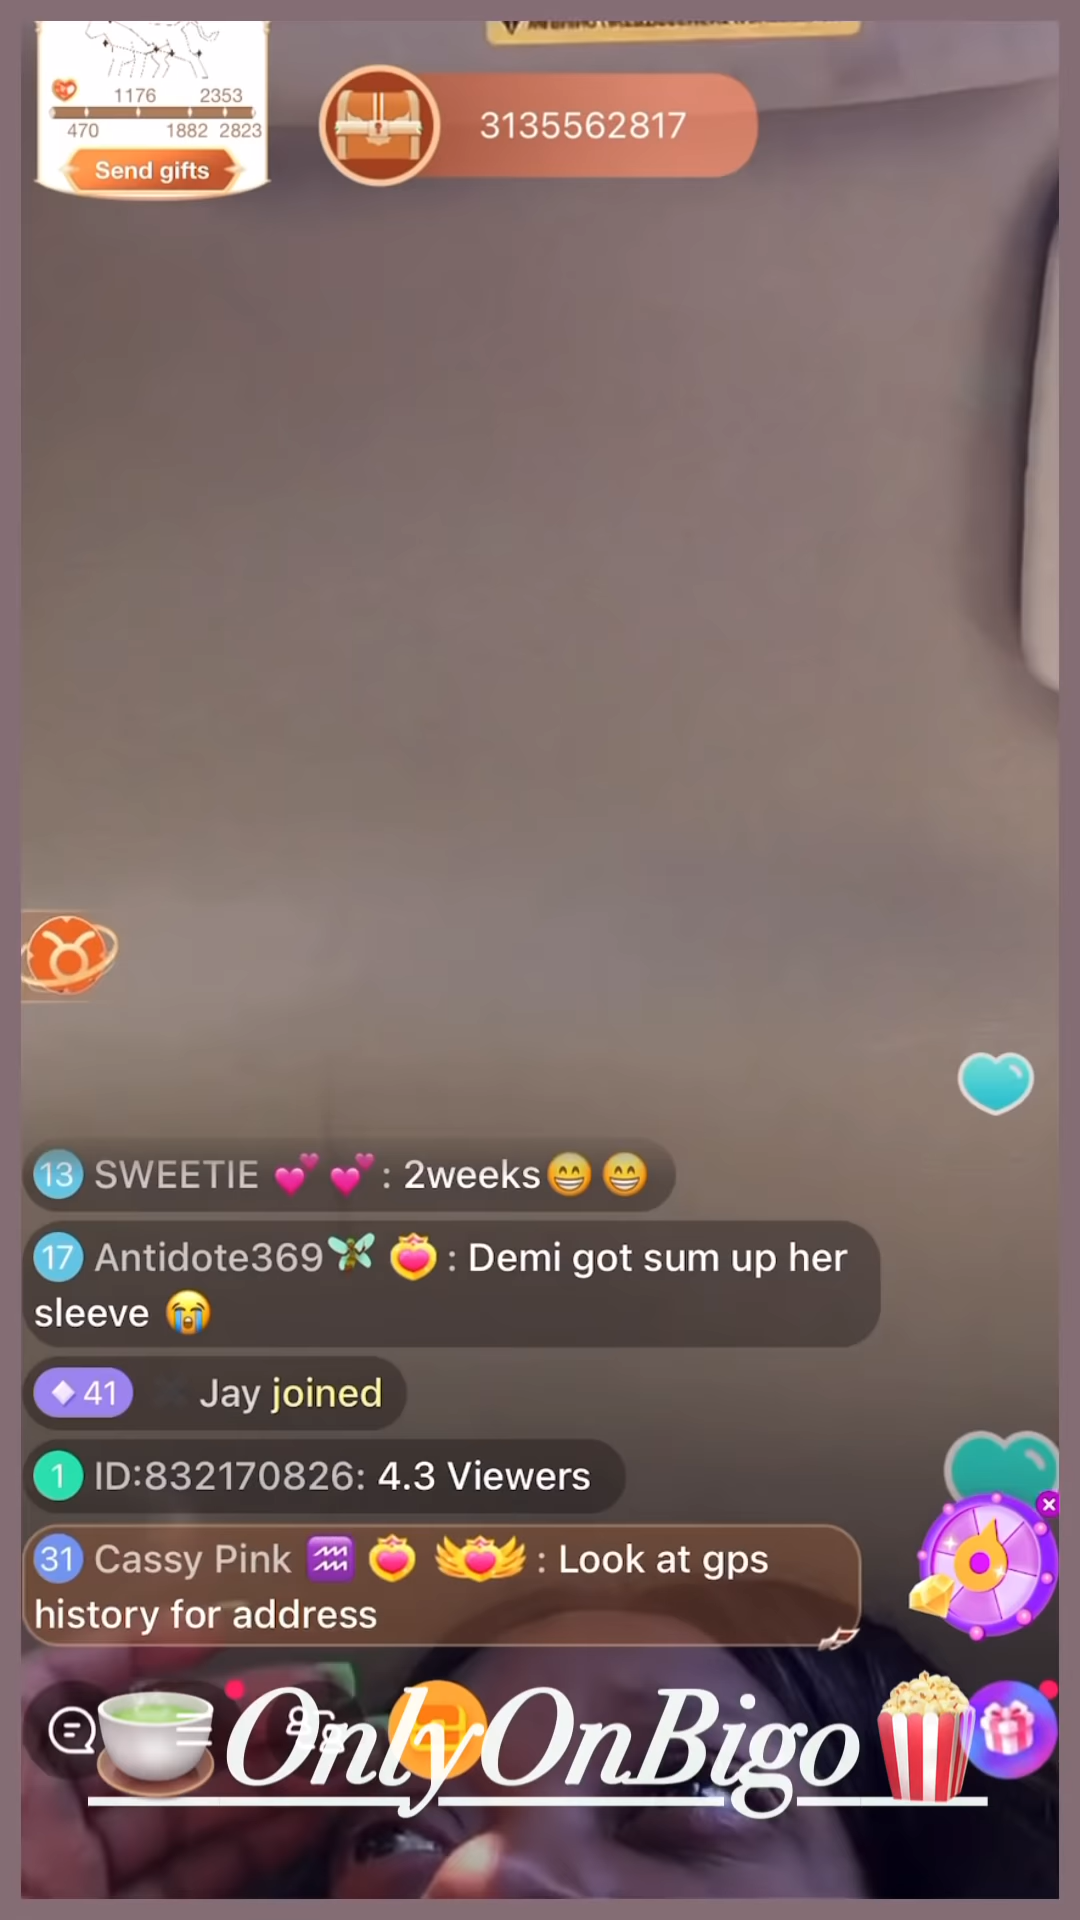 1176 2353
470 1882 2823
Send gifts
3135562817
13 SWEETIE 💕 💕 : 2weeks😁😁
17 Antidote369 : Demi got sum up her
sleeve 😭
41 Jay joined
1 ID:832170826: 4.3 Viewers
31 Cassy Pink ♒ : Look at gps
history for address
🍵OnlyOnBigo🍿